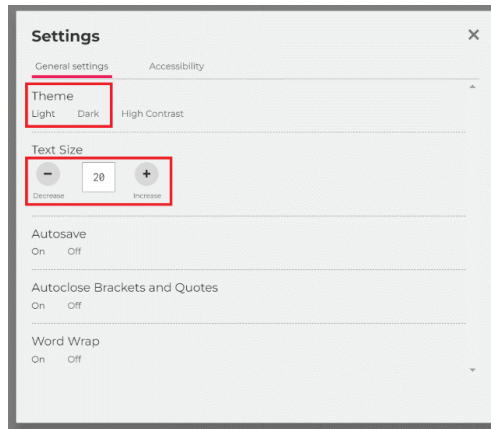 Settings
General settings Accessibility
Theme
Light Dark High Contrast
Text Size
20
Decrease Increase
Autosave
On Off
Autoclose Brackets and Quotes
On Off
Word Wrap
On Off